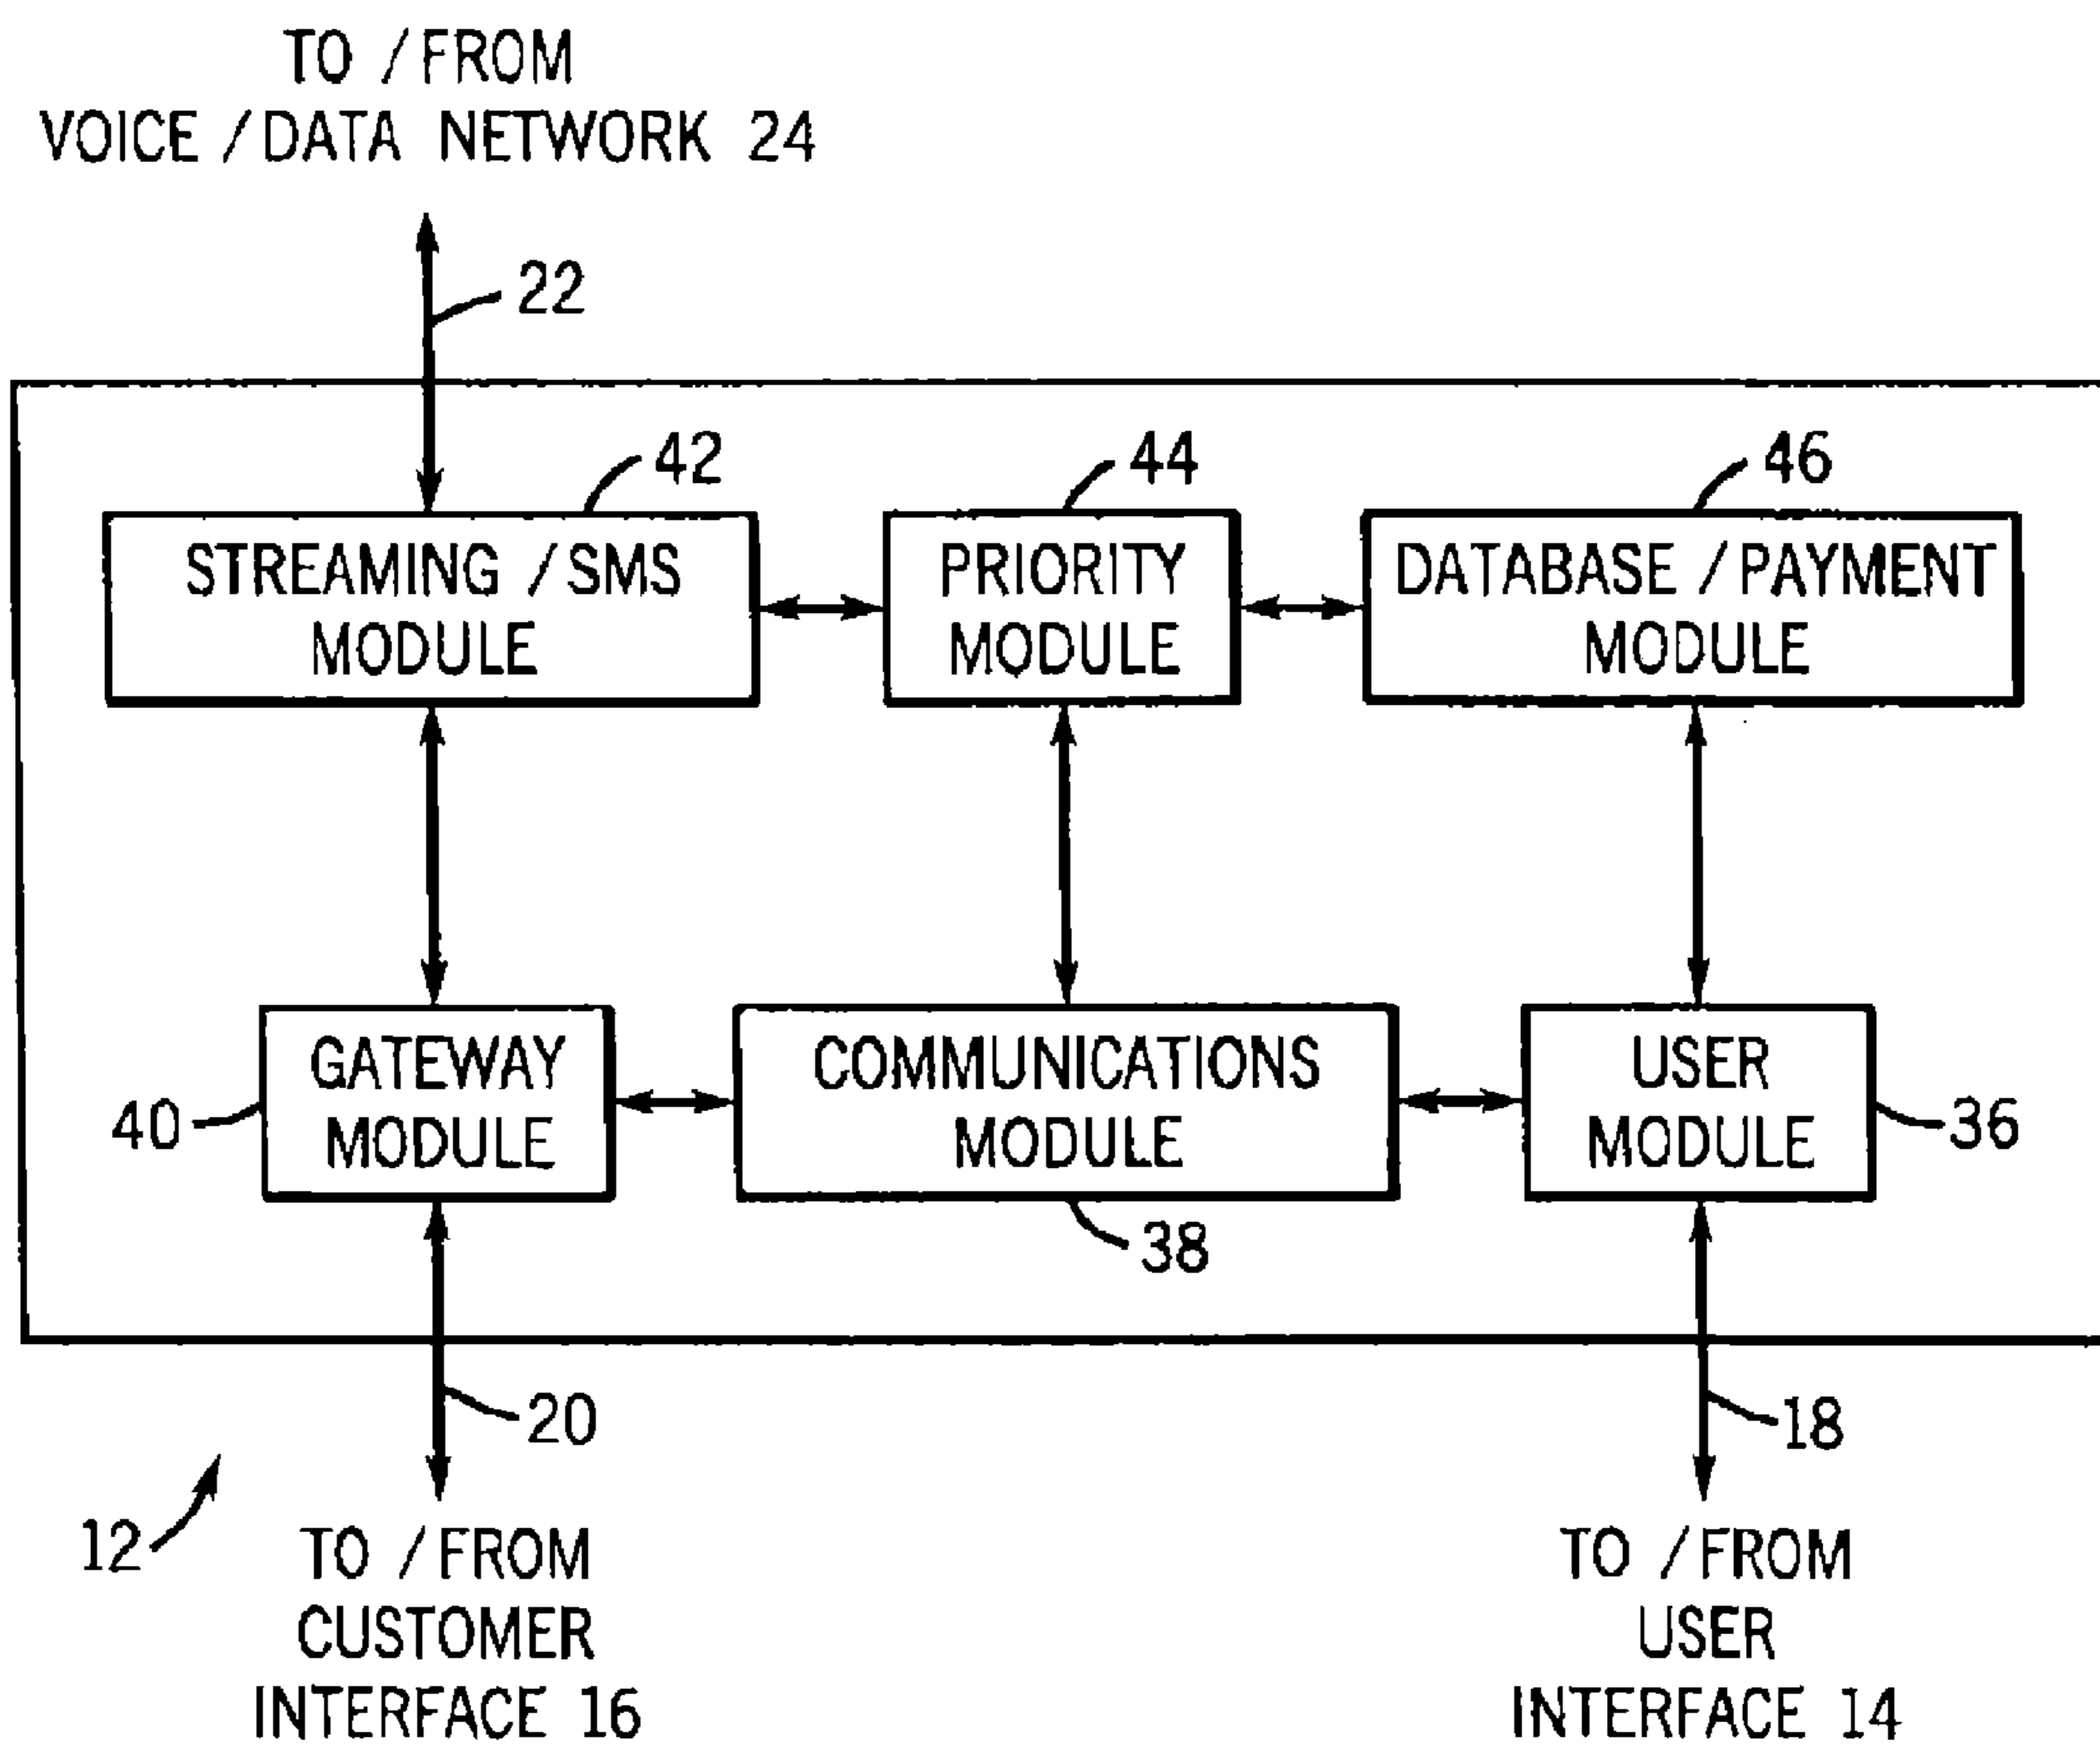 TO / FROM
VOICE / DATA NETWORK 24
22
42
44
46
STREAMING / SMS
MODULE
PRIORITY
MODULE
DATABASE / PAYMENT
MODULE
GATEWAY
MODULE
COMMUNICATIONS
MODULE
USER
MODULE
40
36
38
20
18
12
TO / FROM
CUSTOMER
INTERFACE 16
TO / FROM
USER
INTERFACE 14